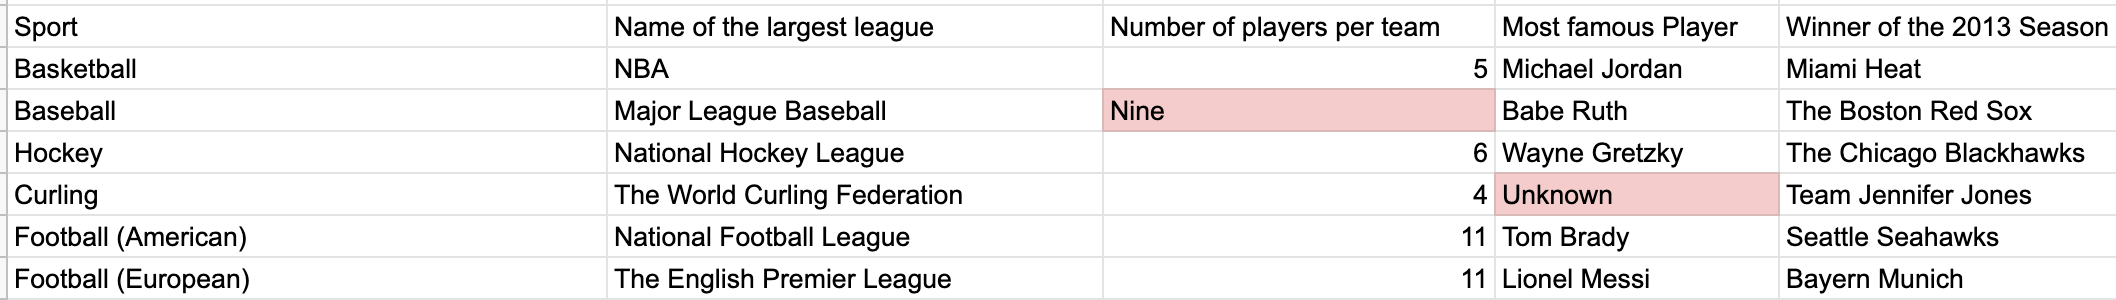 Sport Name of the largest league Number of players per team Most famous Player Winner of the 2013 Season
Basketball NBA 5 Michael Jordan Miami Heat
Baseball Major League Baseball Nine Babe Ruth The Boston Red Sox
Hockey National Hockey League 6 Wayne Gretzky The Chicago Blackhawks
Curling The World Curling Federation 4 Unknown Team Jennifer Jones
Football (American) National Football League 11 Tom Brady Seattle Seahawks
Football (European) The English Premier League 11 Lionel Messi Bayern Munich